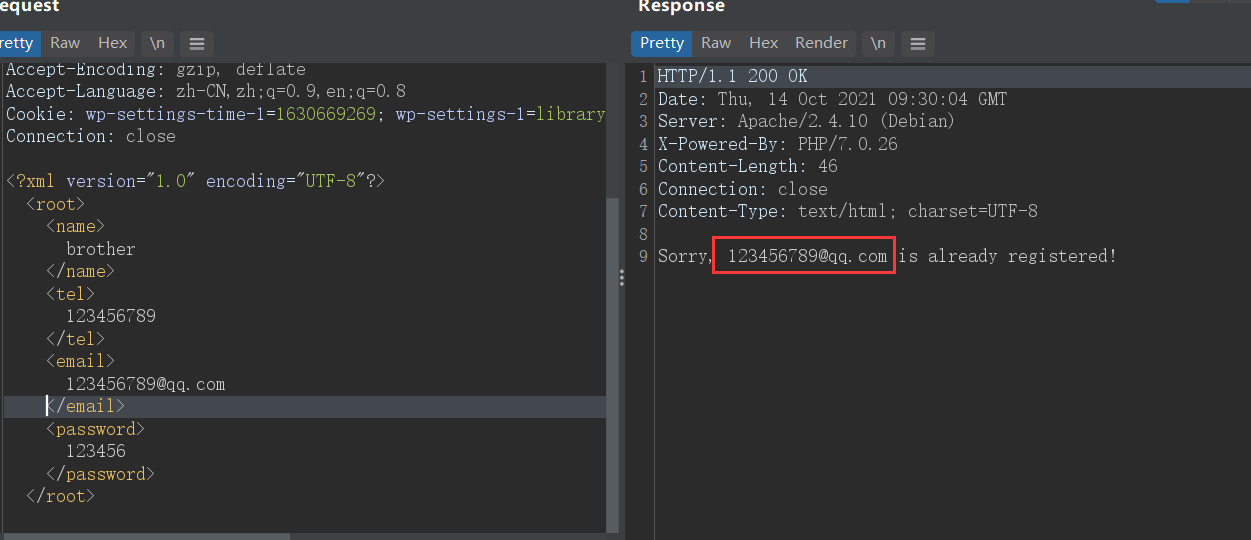 equest
retty Raw Hex \n
Accept-Encoding: gzip, deflate
Accept-Language: zh-CN,zh;q=0.9,en;q=0.8
Cookie: wp-settings-time-1=1630669269; wp-settings-1=library
Connection: close
<?xml version="1.0" encoding="UTF-8"?>
<root>
<name>
brother
</name>
<tel>
123456789
</tel>
<email>
123456789@qq.com
</email>
<password>
123456
</password>
</root>
Response
Pretty Raw Hex Render \n
1 HTTP/1.1 200 OK
2 Date: Thu, 14 Oct 2021 09:30:04 GMT
3 Server: Apache/2.4.10 (Debian)
4 X-Powered-By: PHP/7.0.26
5 Content-Length: 46
6 Connection: close
7 Content-Type: text/html; charset=UTF-8
8
9 Sorry, 123456789@qq.com is already registered!